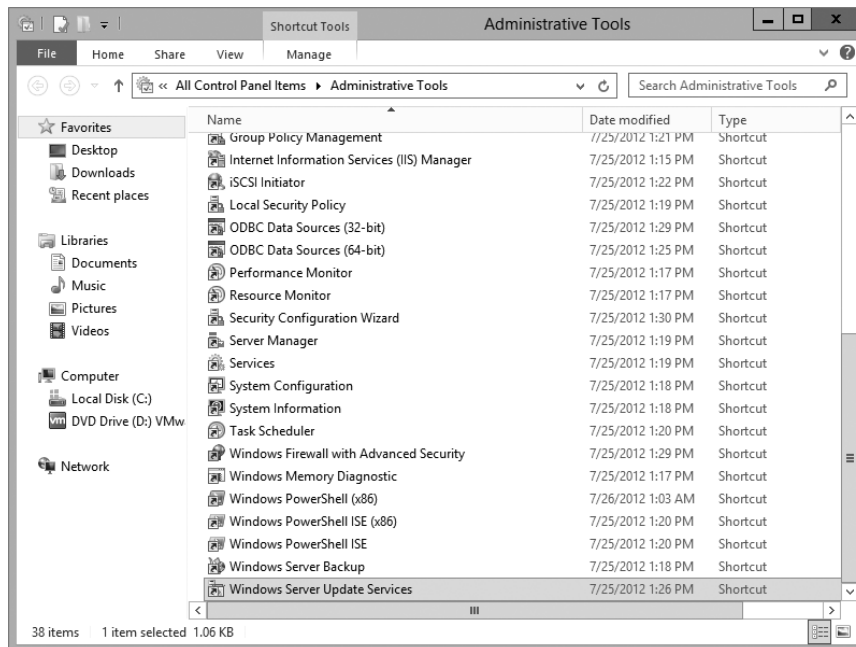 Shortcut Tools
Administrative Tools
File Home Share View Manage
« All Control Panel Items Administrative Tools
Search Administrative Tools
Favorites
Desktop
Downloads
Recent places
Libraries
Documents
Music
Pictures
Videos
Computer
Local Disk (C:)
vm DVD Drive (D:) VMw
Network
Name Date modified Type
Group Policy Management 7/25/2012 1:21 PM Shortcut
Internet Information Services (IIS) Manager 7/25/2012 1:15 PM Shortcut
iSCSI Initiator 7/25/2012 1:22 PM Shortcut
Local Security Policy 7/25/2012 1:19 PM Shortcut
ODBC Data Sources (32-bit) 7/25/2012 1:29 PM Shortcut
ODBC Data Sources (64-bit) 7/25/2012 1:25 PM Shortcut
Performance Monitor 7/25/2012 1:17 PM Shortcut
Resource Monitor 7/25/2012 1:17 PM Shortcut
Security Configuration Wizard 7/25/2012 1:30 PM Shortcut
Server Manager 7/25/2012 1:19 PM Shortcut
Services 7/25/2012 1:19 PM Shortcut
System Configuration 7/25/2012 1:18 PM Shortcut
System Information 7/25/2012 1:18 PM Shortcut
Task Scheduler 7/25/2012 1:20 PM Shortcut
Windows Firewall with Advanced Security 7/25/2012 1:29 PM Shortcut
Windows Memory Diagnostic 7/25/2012 1:17 PM Shortcut
Windows PowerShell (x86) 7/26/2012 1:03 AM Shortcut
Windows PowerShell ISE (x86) 7/25/2012 1:20 PM Shortcut
Windows PowerShell ISE 7/25/2012 1:20 PM Shortcut
Windows Server Backup 7/25/2012 1:18 PM Shortcut
Windows Server Update Services 7/25/2012 1:26 PM Shortcut
38 items 1 item selected 1.06 KB